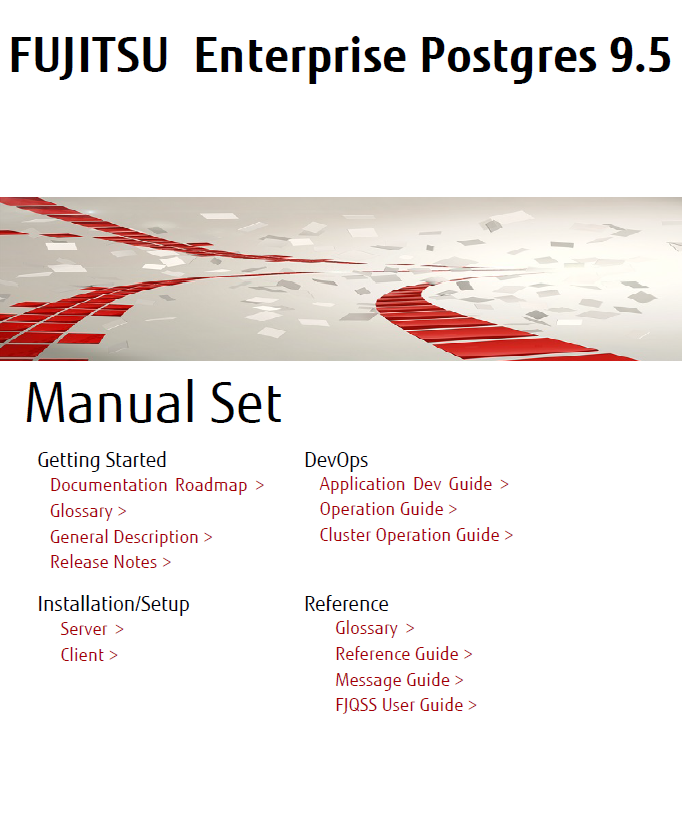 FUJITSU Enterprise Postgres 9.5
Manual Set
Getting Started
Documentation Roadmap >
Glossary >
General Description >
Release Notes >
DevOps
Application Dev Guide >
Operation Guide >
Cluster Operation Guide >
Installation/Setup
Server >
Client >
Reference
Glossary >
Reference Guide >
Message Guide >
FJQSS User Guide >